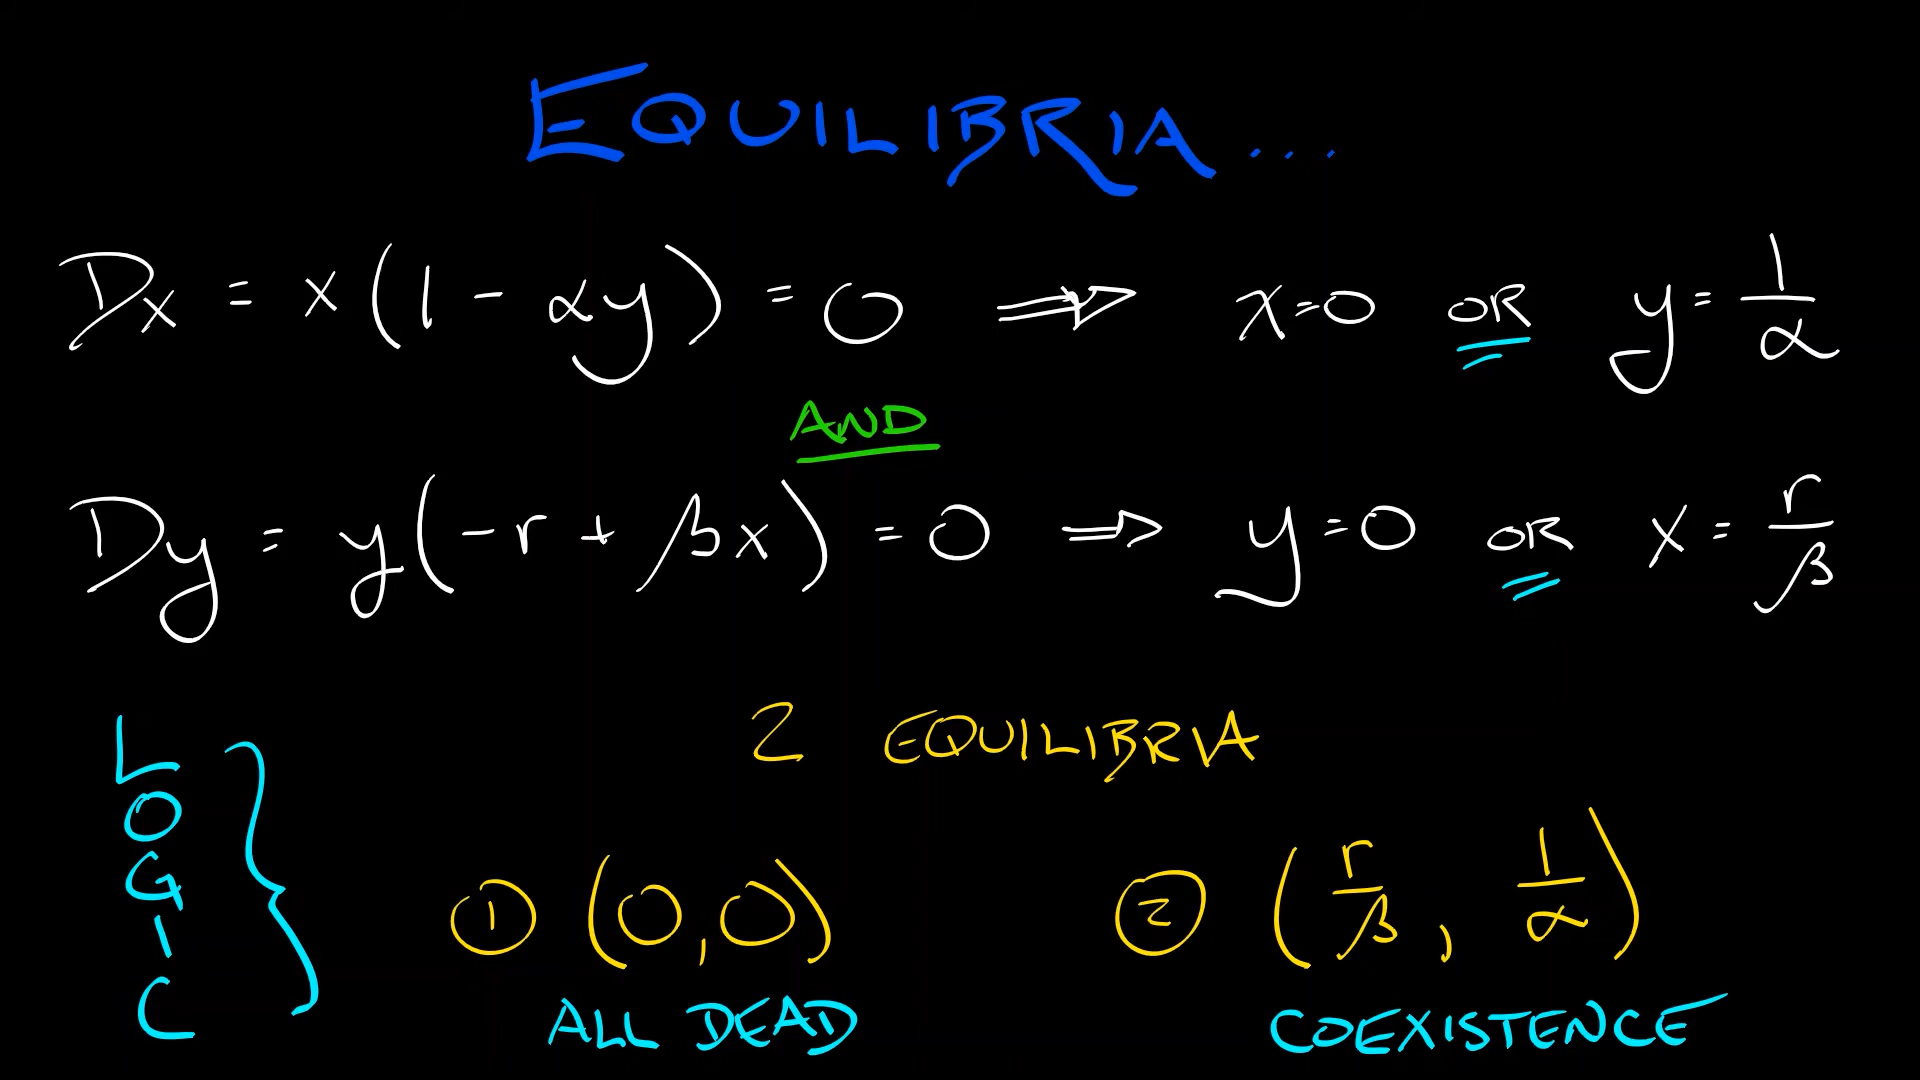 EQUILIBRIA...
Dx = x(1 - αy) = 0 ⇒ x=0 OR y = 1/α
AND
Dy = y(-r + βx) = 0 ⇒ y=0 OR x = r/β
2 EQUILIBRIA
LOGIC
① (0,0)
② (r/β, 1/α)
ALL DEAD
COEXISTENCE